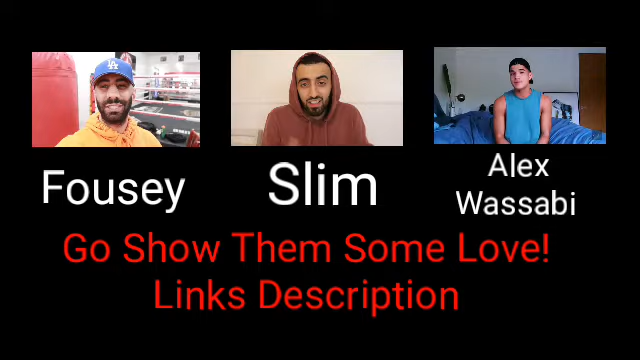 Fousey
Slim
Alex
Wassabi
Go Show Them Some Love!
Links Description